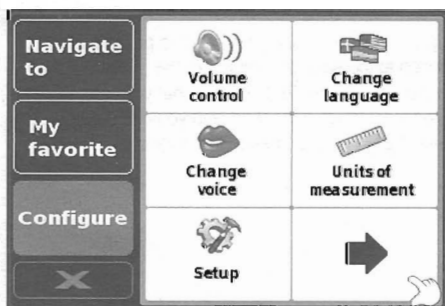 Navigate
to
My
favorite
Configure
Volume
control
Change
language
Change
voice
Units of
measurement
Setup